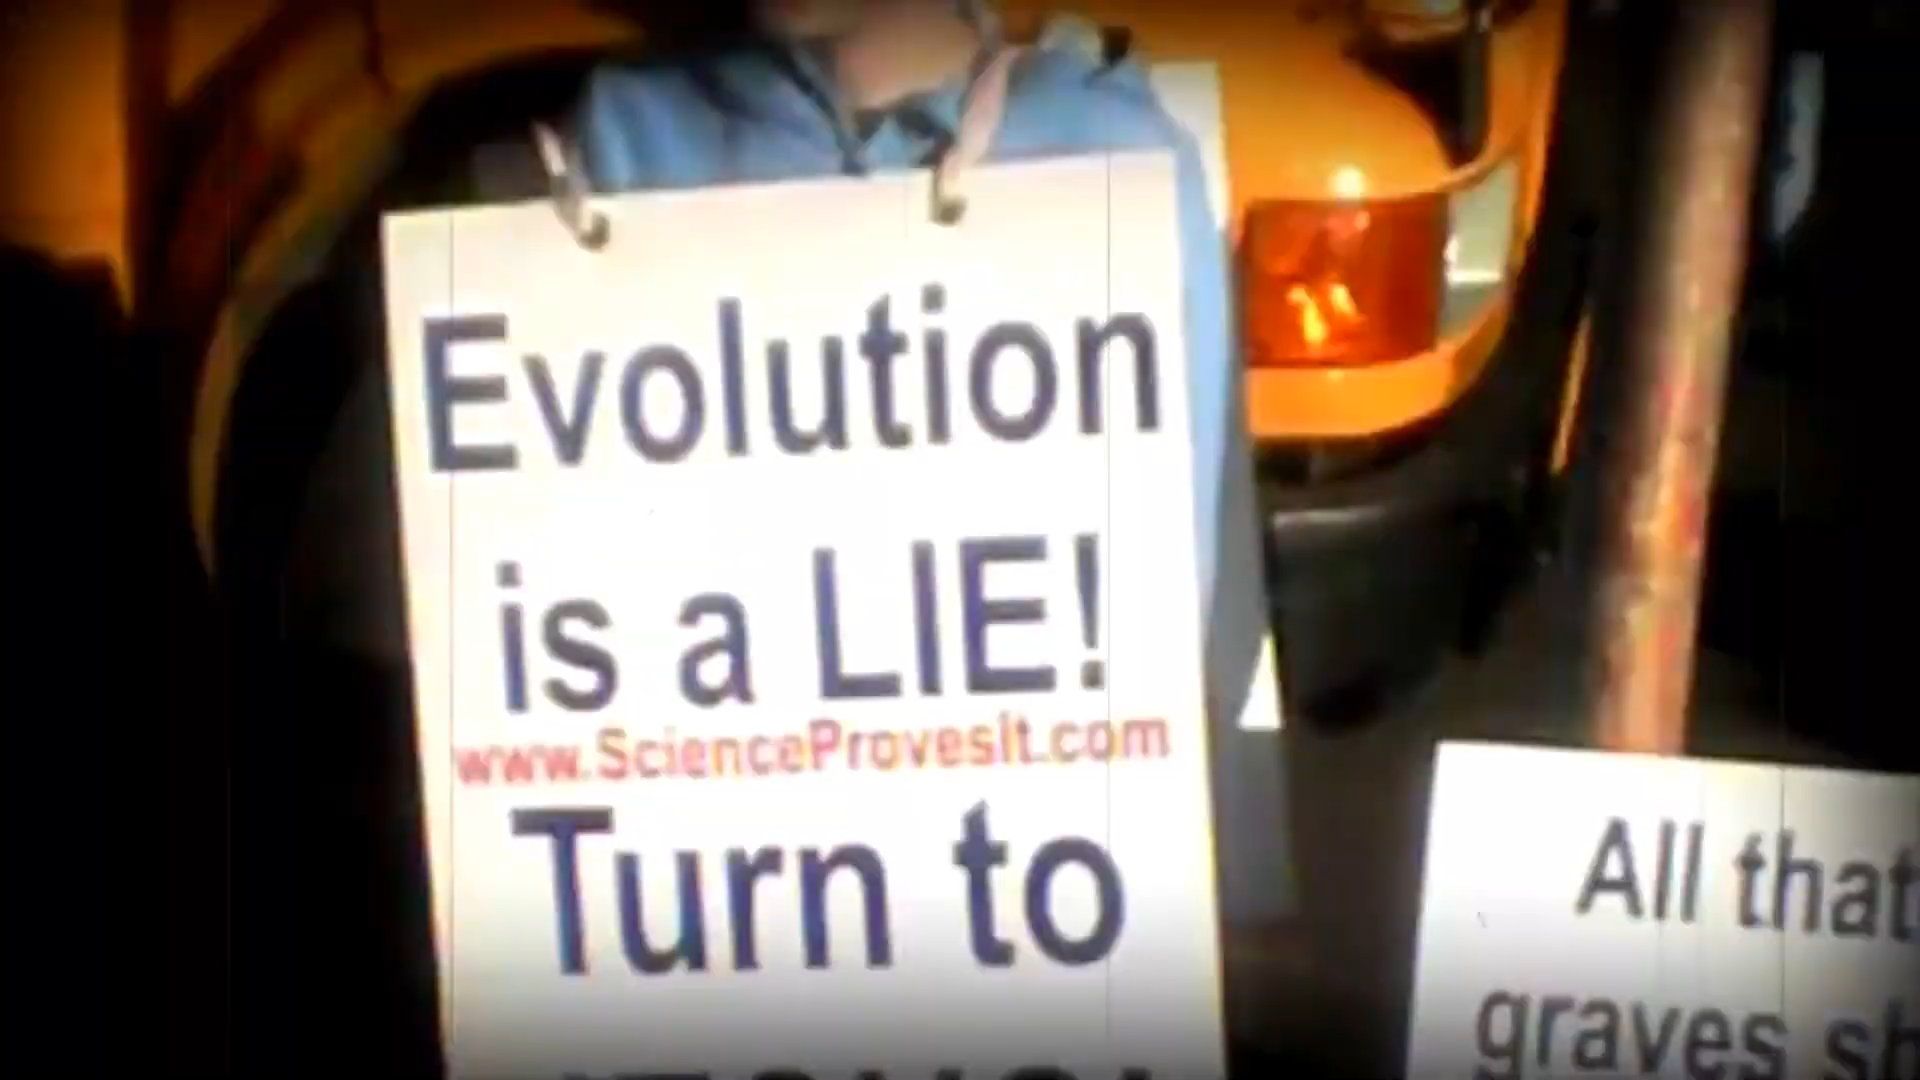 Evolution
is a LIE!
www.ScienceProvesIt.com
Turn to
All that
graves